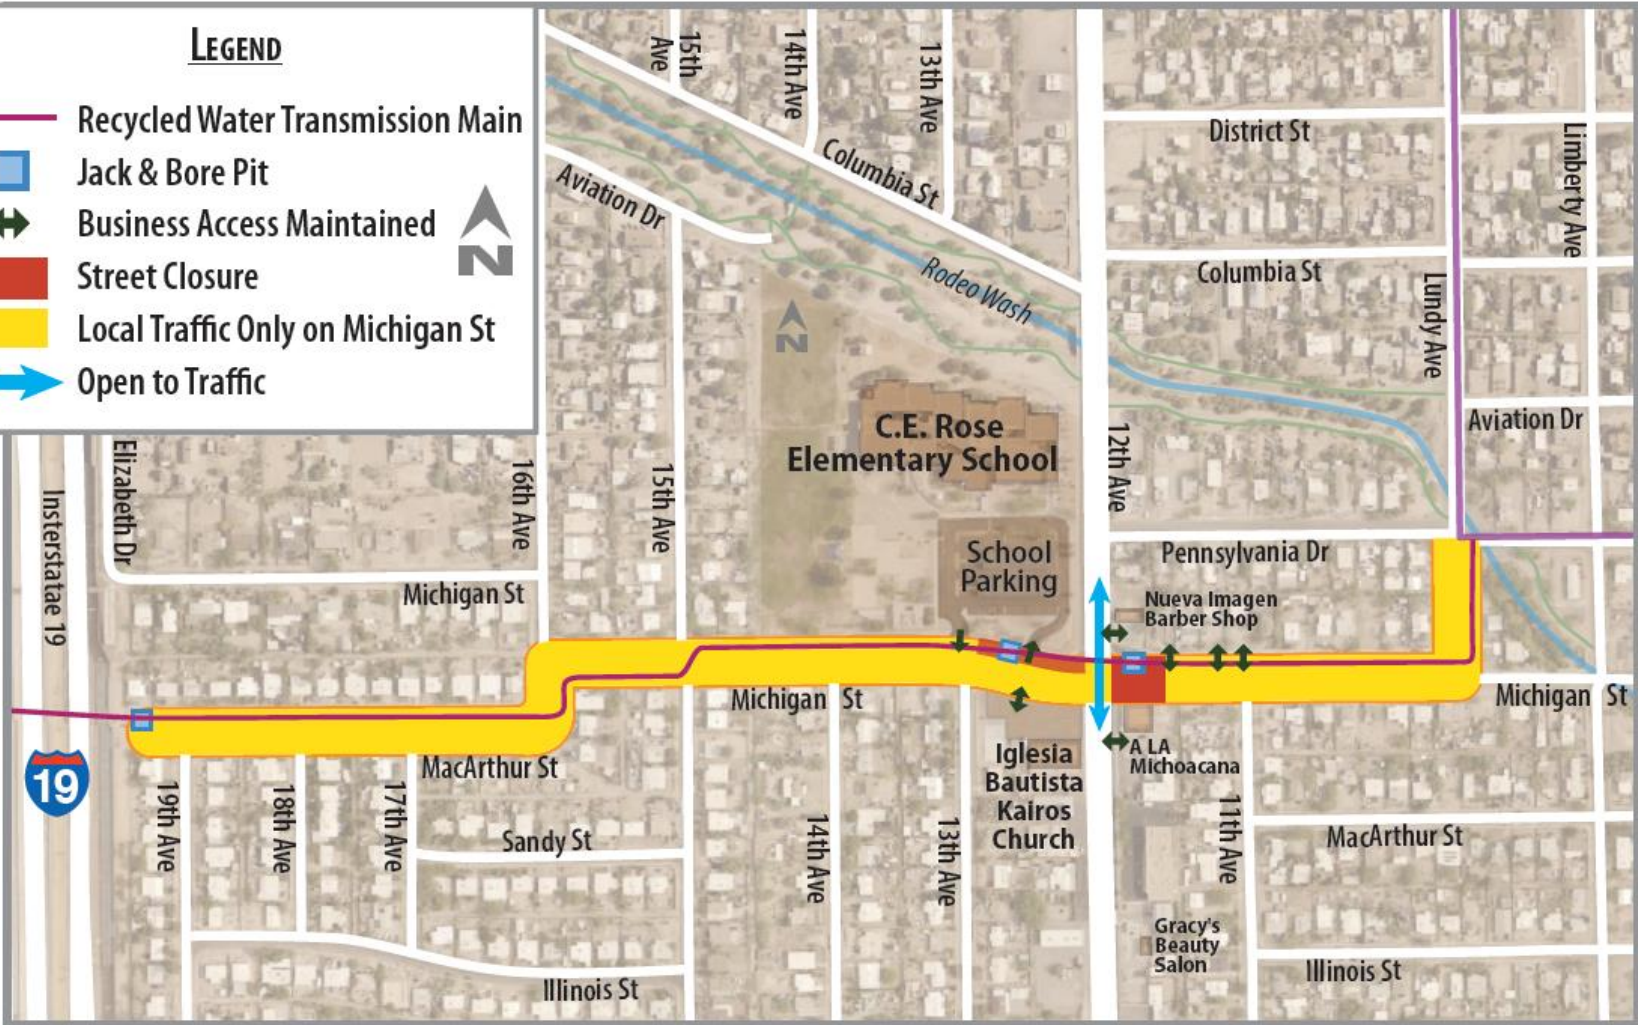 LEGEND
Recycled Water Transmission Main
Jack & Bore Pit
Business Access Maintained
Street Closure
Local Traffic Only on Michigan St
Open to Traffic
N
15th
Ave
14th Ave
13th Ave
Columbia St
Aviation Dr
Rodeo Wash
N
District St
Limberty Ave
Columbia St
Lundy Ave
Aviation Dr
C.E. Rose
Elementary School
12th Ave
Elizabeth Dr
Insterstatae 19
16th Ave
15th Ave
School
Parking
Pennsylvania Dr
Michigan St
Nueva Imagen
Barber Shop
Michigan St
Michigan St
19
MacArthur St
Iglesia
Bautista
Kairos
Church
A LA
Michoacana
19th Ave
18th Ave
17th Ave
Sandy St
14th Ave
13th Ave
11th Ave
MacArthur St
Gracy's
Beauty
Salon
Illinois St
Illinois St